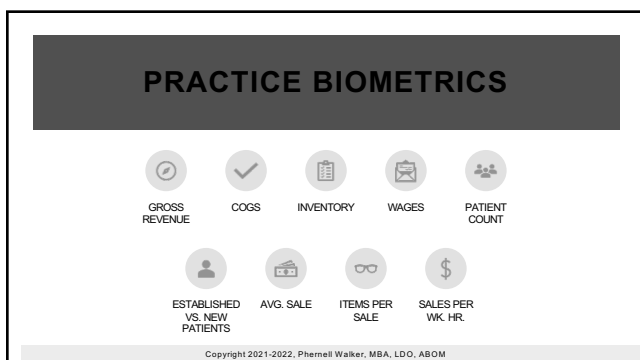 PRACTICE BIOMETRICS
GROSS
REVENUE
COGS
INVENTORY
WAGES
PATIENT
COUNT
ESTABLISHED
VS. NEW
PATIENTS
AVG. SALE
ITEMS PER
SALE
SALES PER
WK. HR.
Copyright 2021-2022, Phernell Walker, MBA, LDO, ABOM